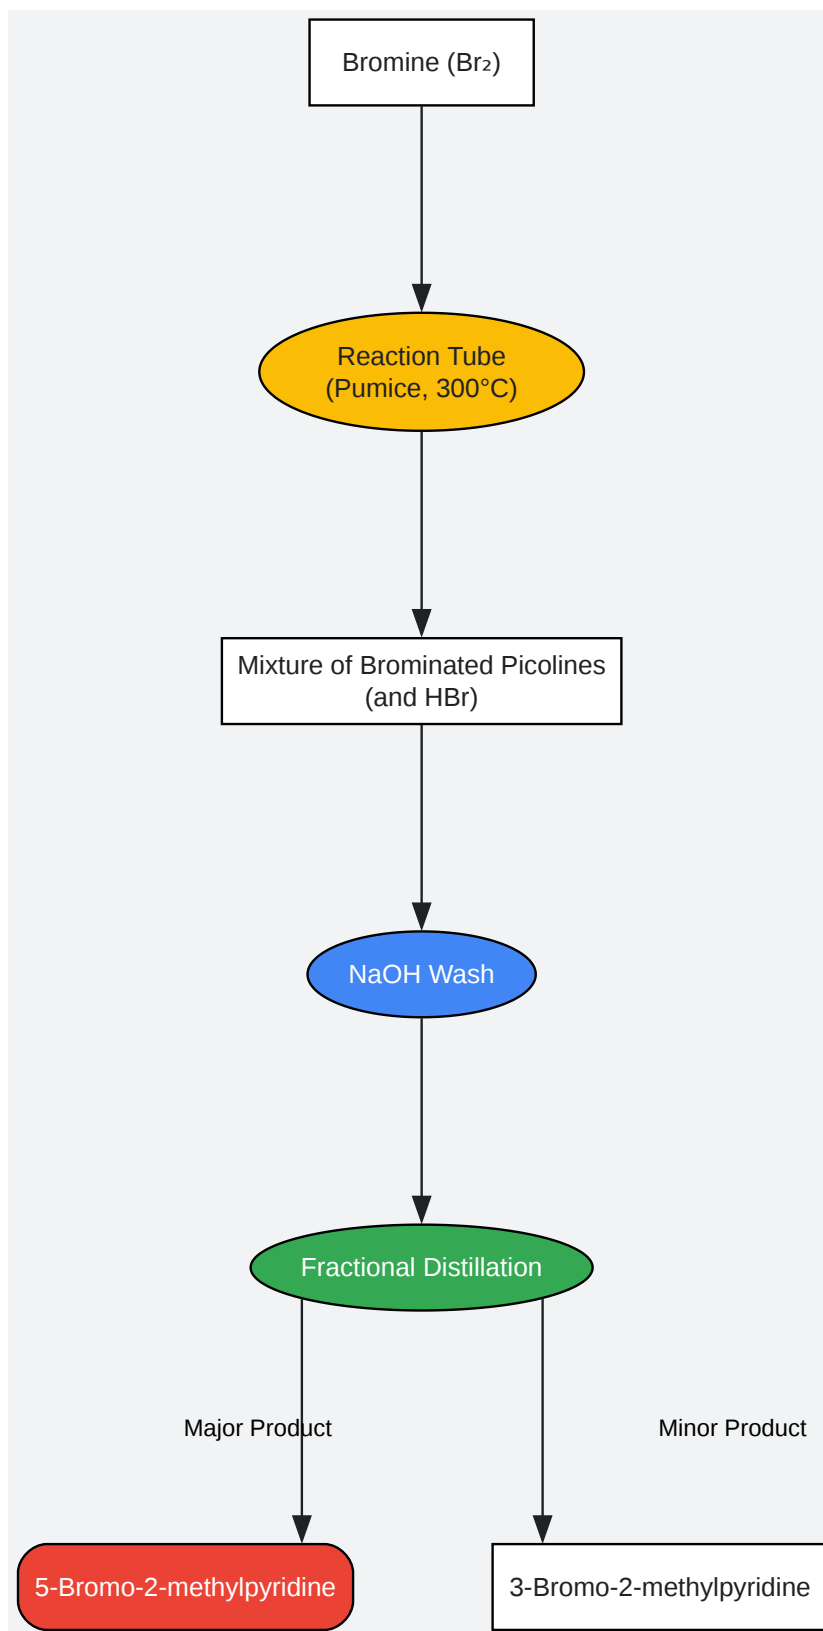 Bromine (Br₂)
Reaction Tube
(Pumice, 300°C)
Mixture of Brominated Picolines
(and HBr)
NaOH Wash
Fractional Distillation
Major Product
Minor Product
5-Bromo-2-methylpyridine
3-Bromo-2-methylpyridine